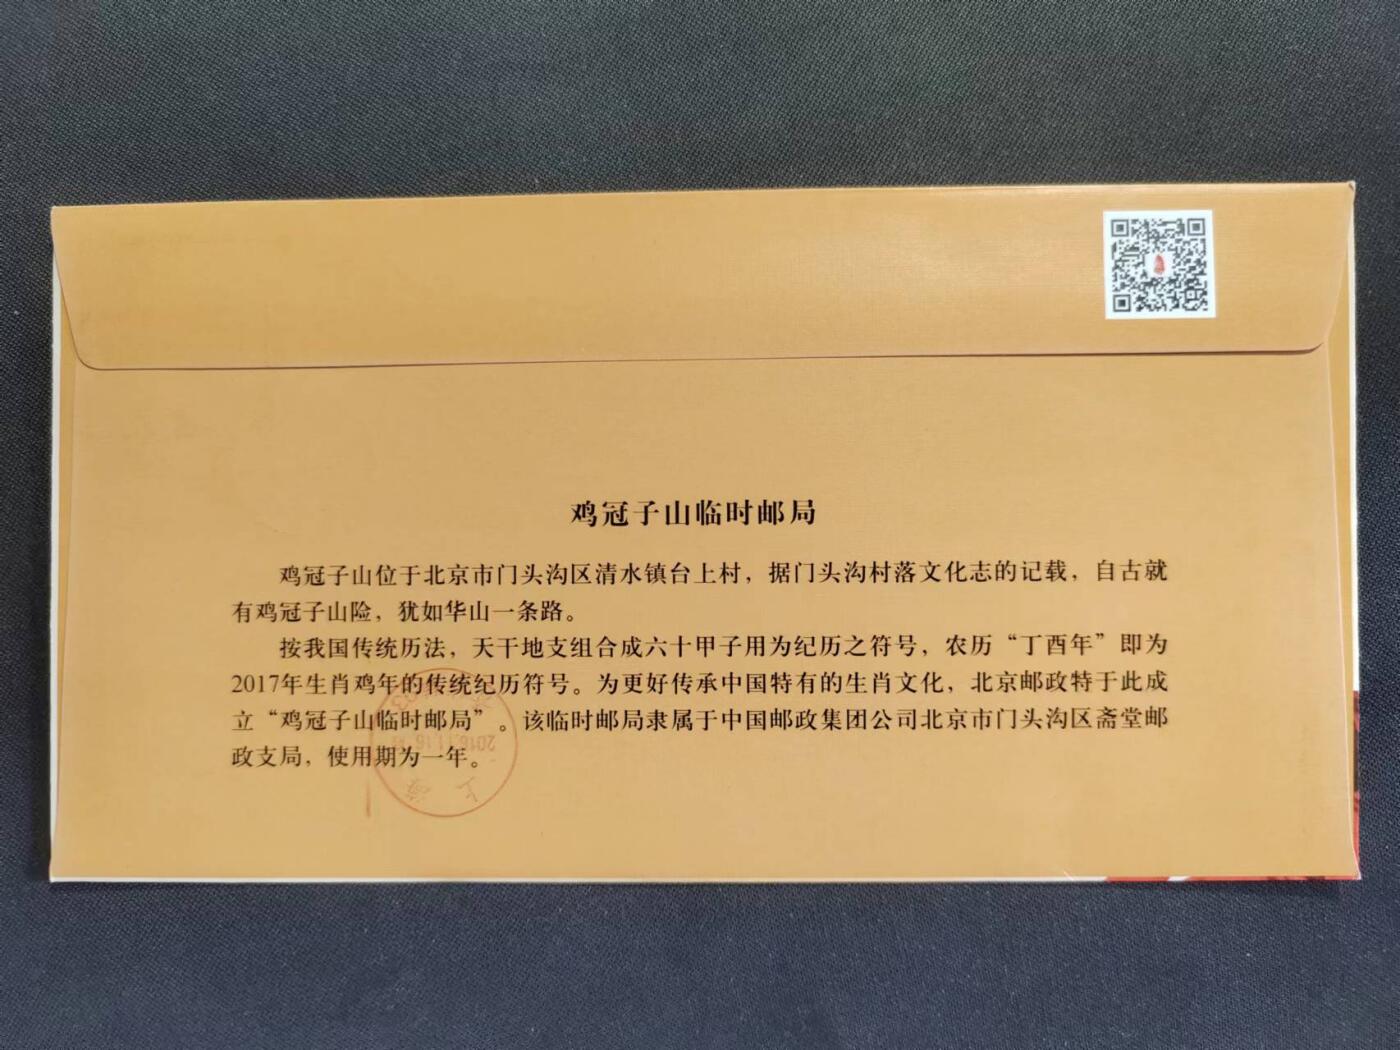 鸡冠子山临时邮局
鸡冠子山位于北京市门头沟区清水镇台上村，据门头沟村落文化志的记载，自古就
有鸡冠子山险，犹如华山一条路。
按我国传统历法，天干地支组合成六十甲子用为纪历之符号，农历“丁酉年”即为
2017年生肖鸡年的传统纪历符号。为更好传承中国特有的生肖文化，北京邮政特于此成
立“鸡冠子山临时邮局”。该临时邮局隶属于中国邮政集团公司北京市门头沟区斋堂邮
政支局，使用期为一年。
上海